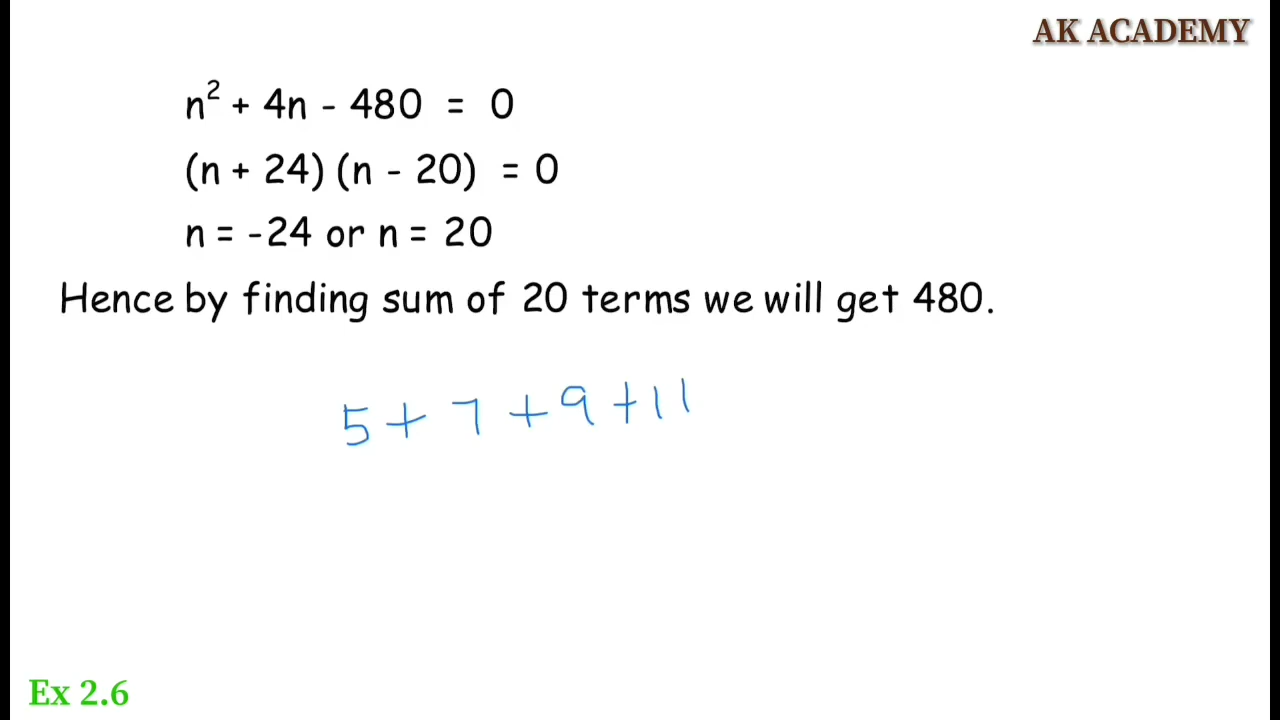 AK ACADEMY
n² + 4n - 480 = 0
(n + 24) (n - 20) = 0
n = -24 or n = 20
Hence by finding sum of 20 terms we will get 480.
5 + 7 + 9 + 11
Ex 2.6